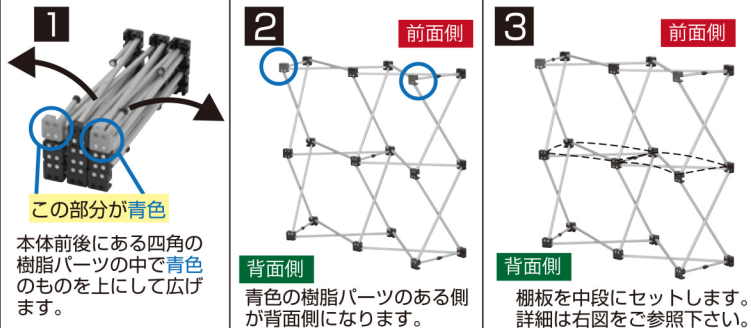 1
この部分が青色
本体前後にある四角の
樹脂パーツの中で青色
のものを上にして広げ
ます。
2
前面側
背面側
青色の樹脂パーツのある側
が背面側になります。
3
前面側
背面側
棚板を中段にセットします。
詳細は右図をご参照下さい。